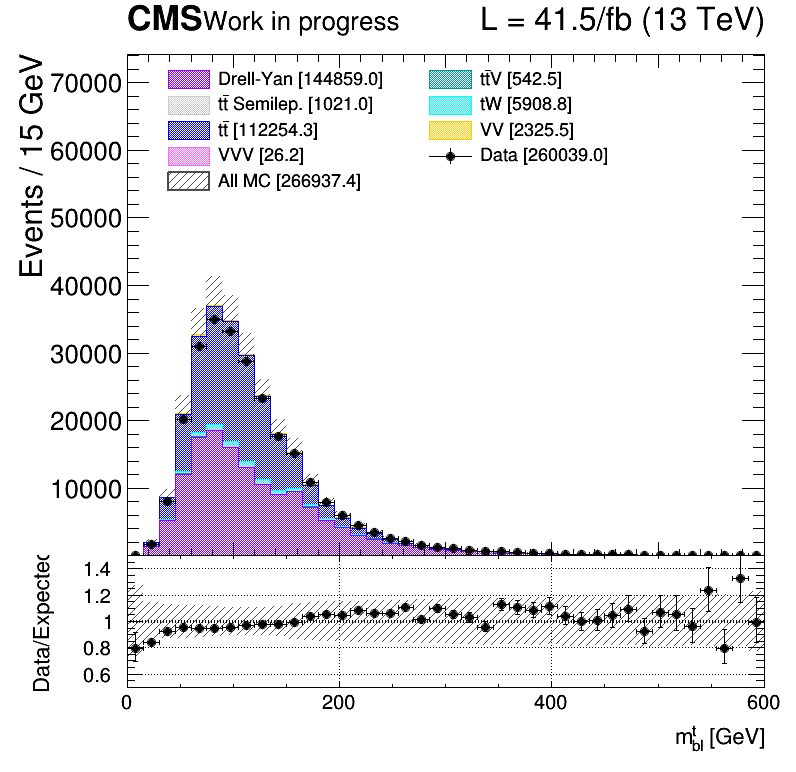 CMS Work in progress L = 41.5/fb (13 TeV)
Events / 15 GeV
70000
60000
50000
40000
30000
20000
10000
Drell-Yan [144859.0]
tt̄ Semilep. [1021.0]
tt̄ [112254.3]
VVV [26.2]
All MC [266937.4]
tt̄V [542.5]
tW [5908.8]
VV [2325.5]
Data [260039.0]
Data/Expected
1.4
1.2
1
0.8
0.6
0 200 400 600
m^t_bl [GeV]